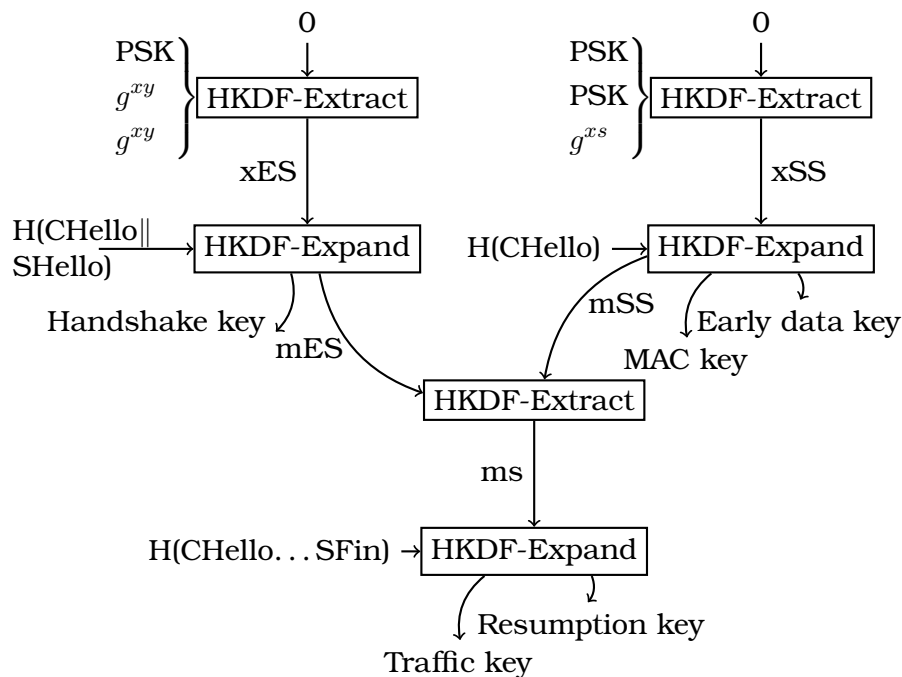 0
PSK
g^{xy}
g^{xy}
HKDF-Extract
xES
H(CHello||
SHello)
HKDF-Expand
Handshake key
mES
0
PSK
PSK
g^{xs}
HKDF-Extract
xSS
H(CHello)
HKDF-Expand
mSS
Early data key
MAC key
HKDF-Extract
ms
H(CHello...SFin)
HKDF-Expand
Resumption key
Traffic key